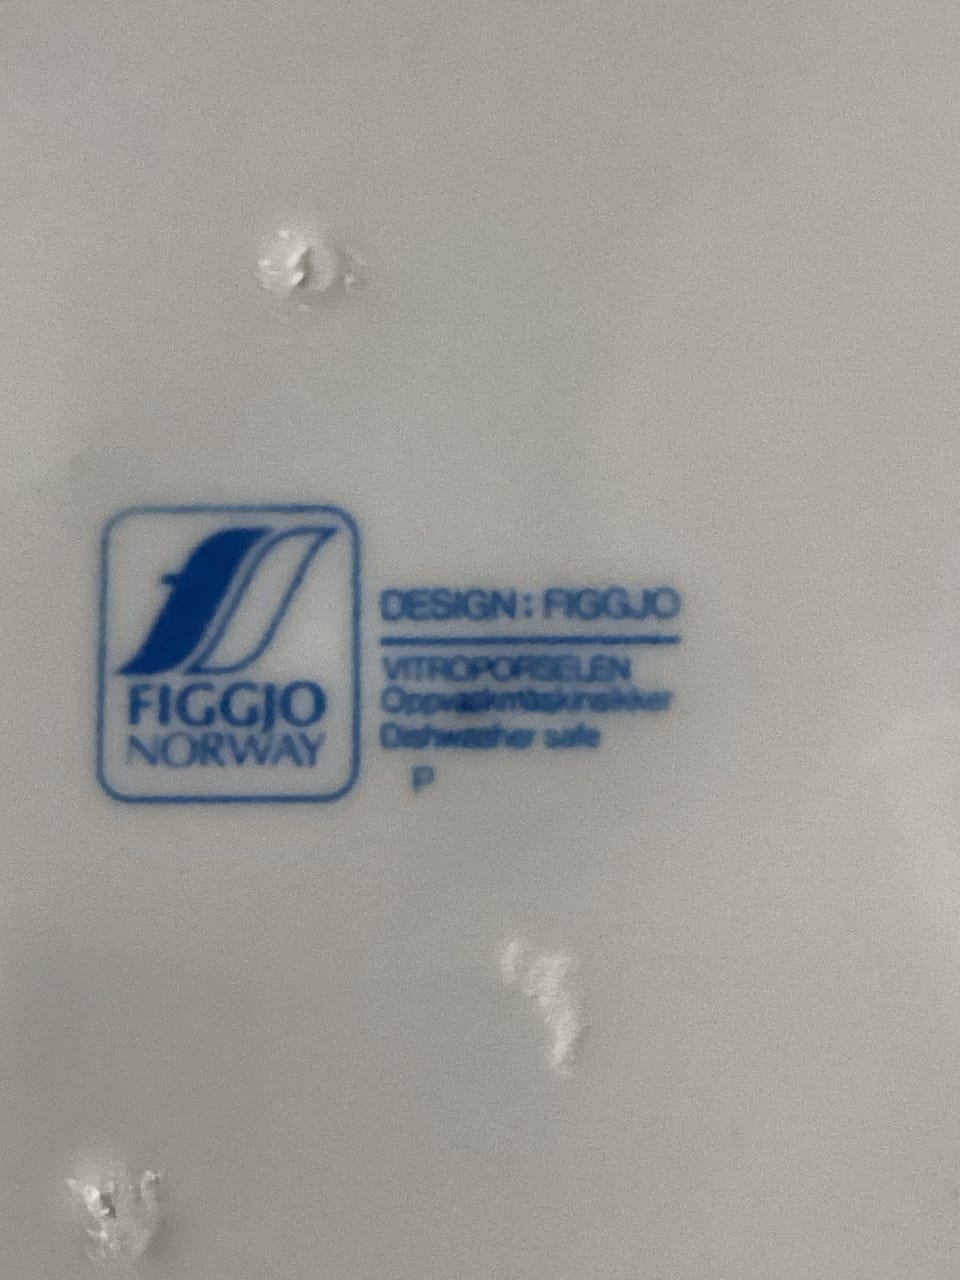 FIGGJO
NORWAY
DESIGN: FIGGJO
VITROPORSELEN
Oppvaskmaskinsikker
Dishwasher safe
P